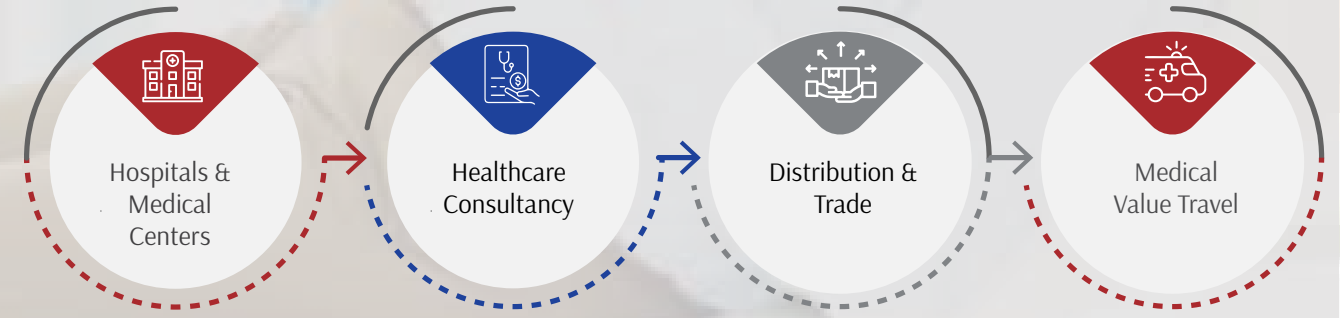 Hospitals &
Medical
Centers
Healthcare
Consultancy
Distribution &
Trade
Medical
Value Travel